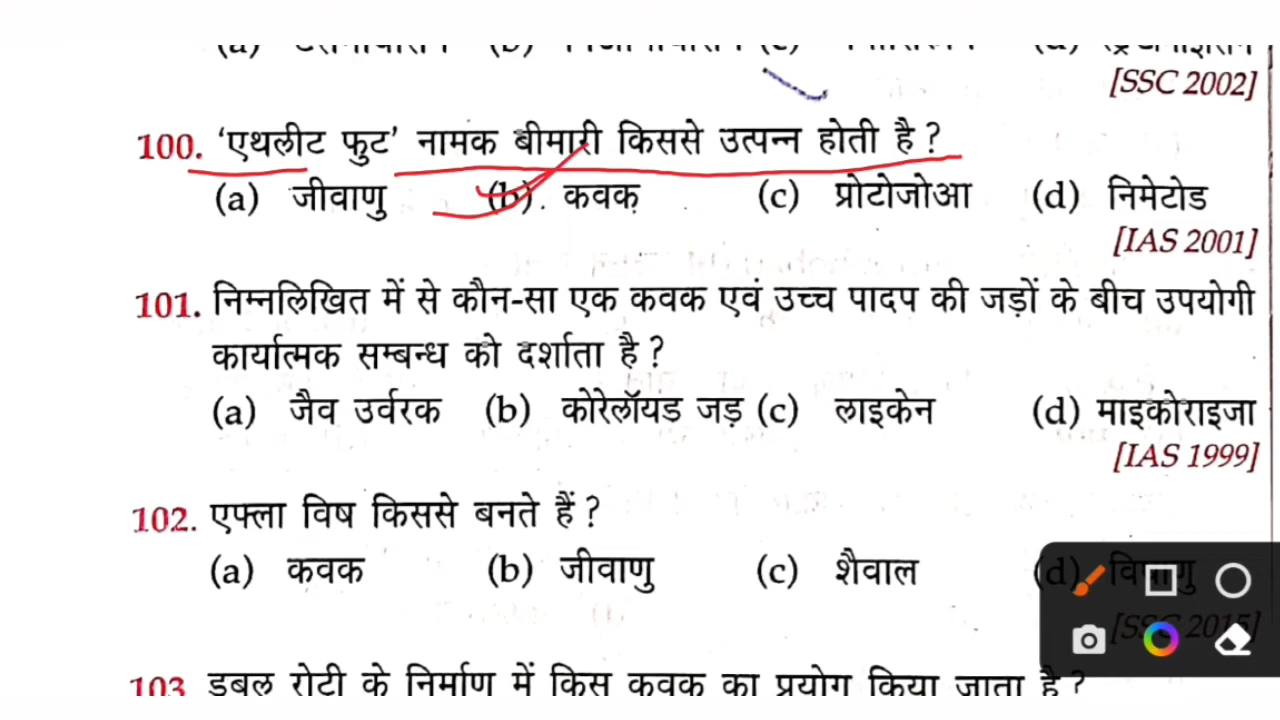 [SSC 2002]
100. ‘एथलीट फुट’ नामक बीमारी किससे उत्पन्न होती है ?
(a) जीवाणु (b) कवक (c) प्रोटोजोआ (d) निमेटोड
[IAS 2001]
101. निम्नलिखित में से कौन-सा एक कवक एवं उच्च पादप की जड़ों के बीच उपयोगी
कार्यात्मक सम्बन्ध को दर्शाता है ?
(a) जैव उर्वरक (b) कोरेलॉयड जड़ (c) लाइकेन (d) माइकोराइजा
[IAS 1999]
102. एफ्ला विष किससे बनते हैं ?
(a) कवक (b) जीवाणु (c) शैवाल (d) विषाणु
[SSC 2015]
103. डबल रोटी के निर्माण में किस कवक का प्रयोग किया जाता है ?